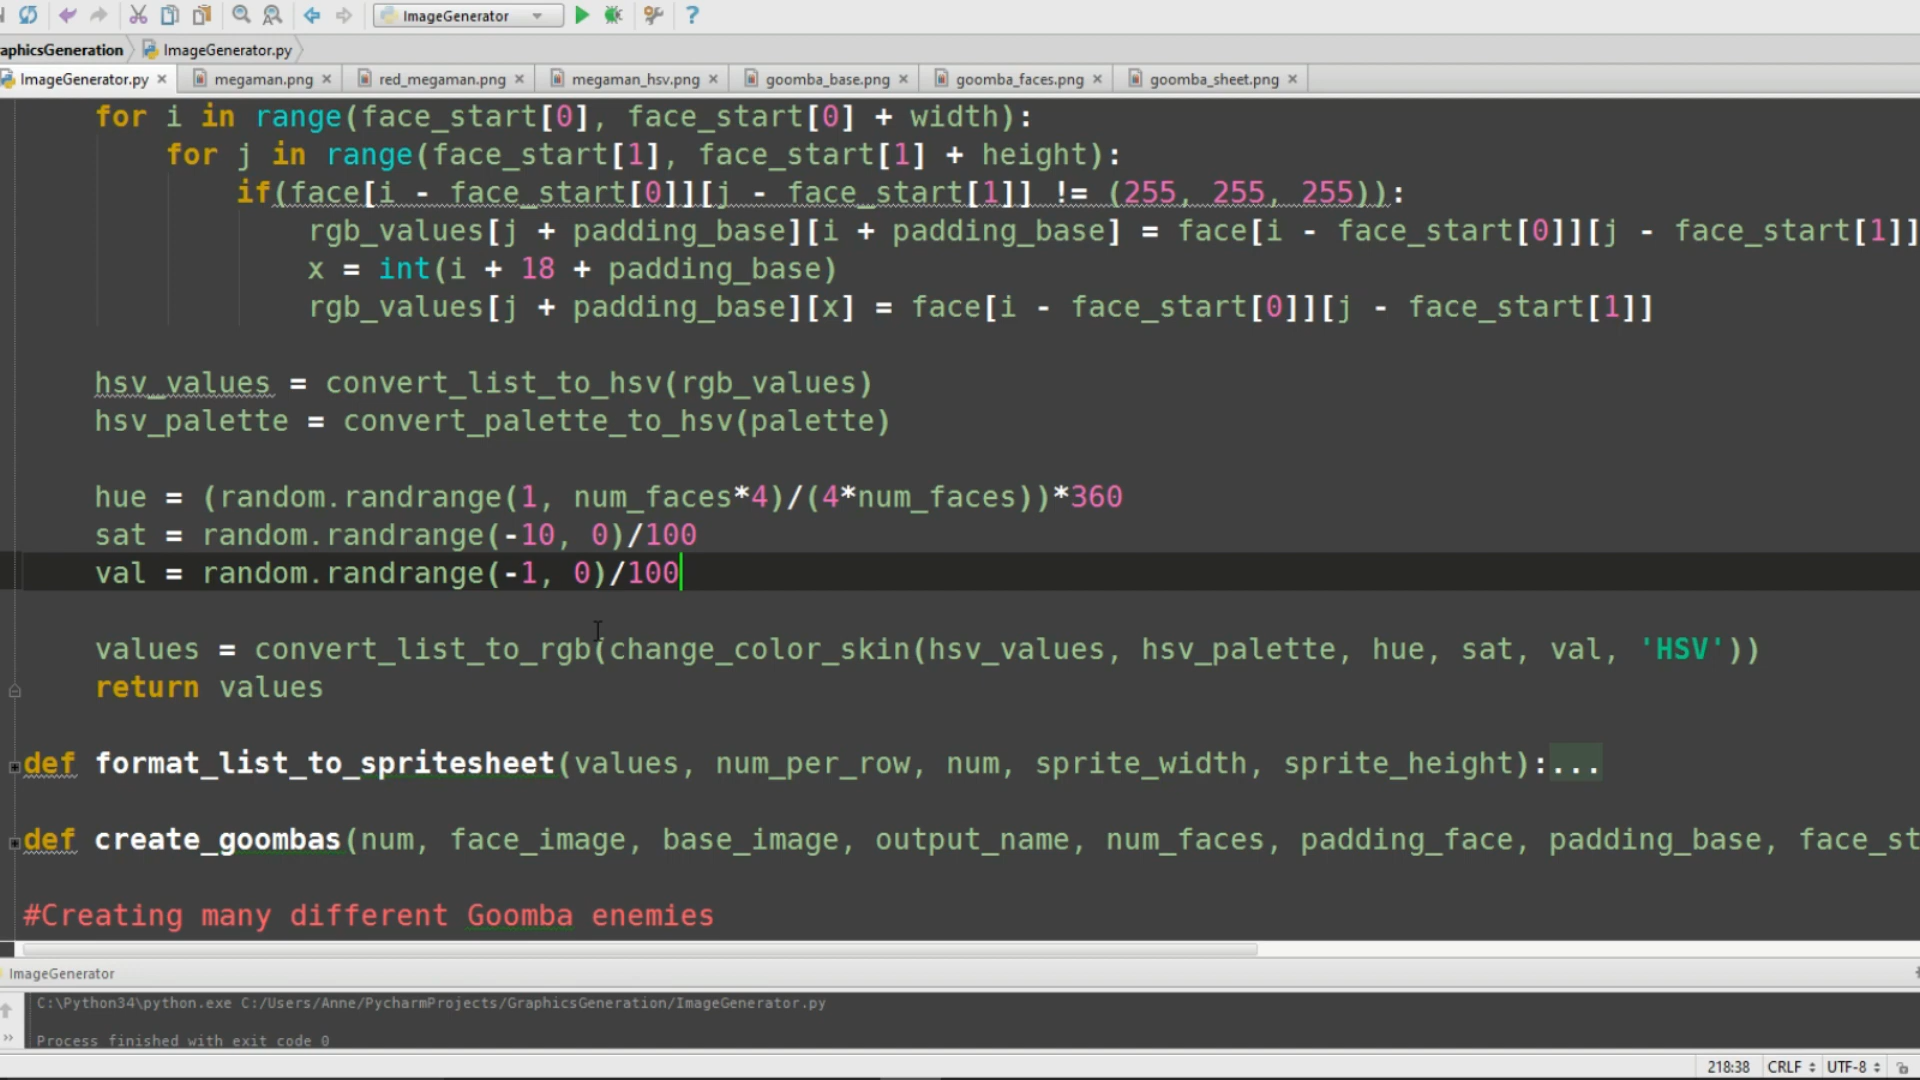 ImageGenerator
aphicsGeneration ImageGenerator.py
ImageGenerator.py megaman.png red_megaman.png megaman_hsv.png goomba_base.png goomba_faces.png goomba_sheet.png
for i in range(face_start[0], face_start[0] + width):
for j in range(face_start[1], face_start[1] + height):
if(face[i - face_start[0]][j - face_start[1]] != (255, 255, 255)):
rgb_values[j + padding_base][i + padding_base] = face[i - face_start[0]][j - face_start[1]]
x = int(i + 18 + padding_base)
rgb_values[j + padding_base][x] = face[i - face_start[0]][j - face_start[1]]
hsv_values = convert_list_to_hsv(rgb_values)
hsv_palette = convert_palette_to_hsv(palette)
hue = (random.randrange(1, num_faces*4)/(4*num_faces))*360
sat = random.randrange(-10, 0)/100
val = random.randrange(-1, 0)/100
values = convert_list_to_rgb(change_color_skin(hsv_values, hsv_palette, hue, sat, val, 'HSV'))
return values
def format_list_to_spritesheet(values, num_per_row, num, sprite_width, sprite_height):...
def create_goombas(num, face_image, base_image, output_name, num_faces, padding_face, padding_base, face_st
#Creating many different Goomba enemies
ImageGenerator
C:\Python34\python.exe C:/Users/Anne/PycharmProjects/GraphicsGeneration/ImageGenerator.py
Process finished with exit code 0
218:38 CRLF UTF-8